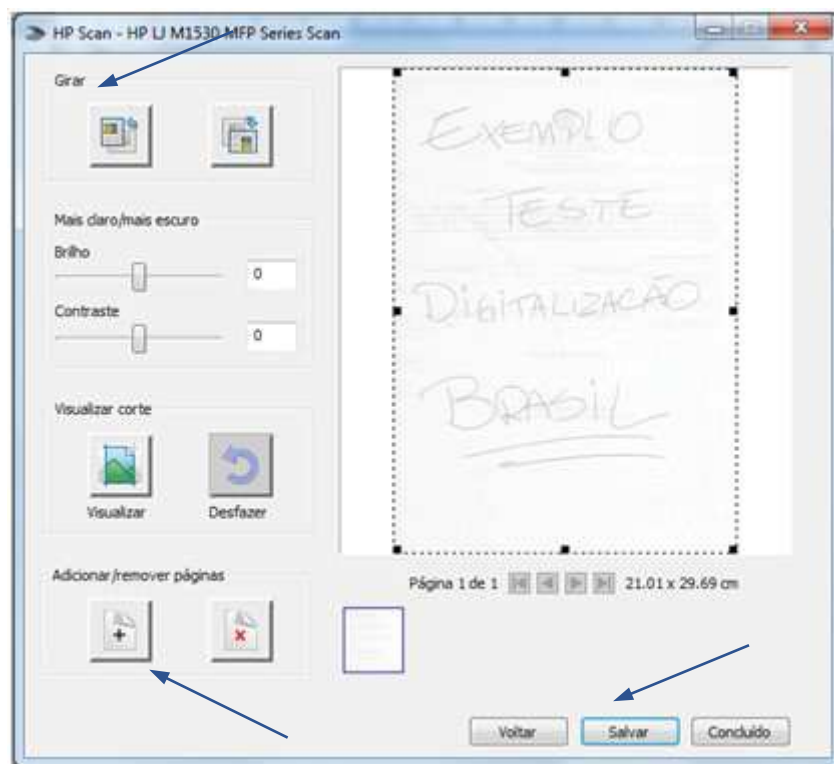 HP Scan - HP LJ M1530 MFP Series Scan
Girar
Mais claro/mais escuro
Brilho
0
Contraste
0
Visualizar corte
Visualizar
Desfazer
Adicionar/remover páginas
EXEMPLO
TESTE
DIGITALIZAÇÃO
BRASIL
Página 1 de 1
21.01 x 29.69 cm
Voltar
Salvar
Concluído